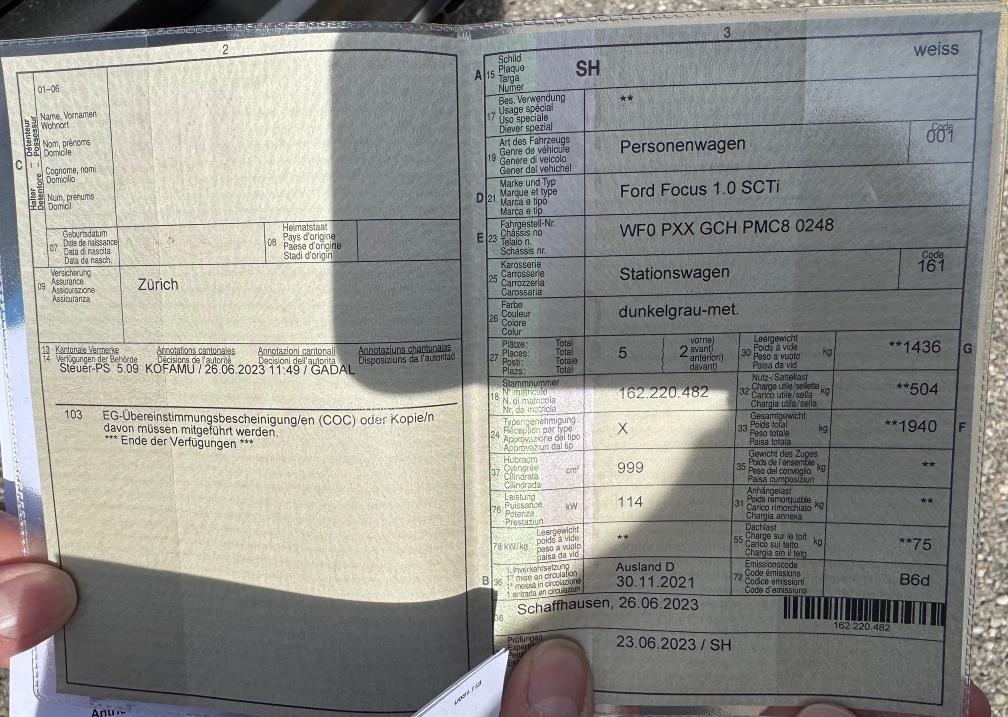 2
01-06
Name, Vornamen
Wohnort
Nom, prénoms
Domicile
Cognome, nomi
Domicilio
Num, prenums
Domicil
C
Halter – Détenteur
Detentore – Possessur
07
Geburtsdatum
Date de naissance
Data di nascita
Data da nasch.
08
Heimatstaat
Pays d'origine
Paese d'origine
Stadi d'origin
09
Versicherung
Assurance
Assicurazione
Assicuranza
Zürich
13
14
Kantonale Vermerke
Verfügungen der Behörde
Annotations cantonales
Décisions de l'autorité
Annotazioni cantonali
Decisioni dell'autorità
Annotaziuns chantunalas
Disposiziuns da l'autoritad
Steuer-PS 5.09 KOFAMU / 26.06.2023 11:49 / GADAL
103 EG-Übereinstimmungsbescheinigung/en (COC) oder Kopie/n
davon müssen mitgeführt werden.
*** Ende der Verfügungen ***
3
A 15
Schild
Plaque
Targa
Numer
SH
weiss
17
Bes. Verwendung
Usage spécial
Uso speciale
Diever spezial
**
19
Art des Fahrzeugs
Genre de véhicule
Genere di veicolo
Gener dal vehichel
Personenwagen
Code
001
D 21
Marke und Typ
Marque et type
Marca e tipo
Marca e tip
Ford Focus 1.0 SCTi
E 23
Fahrgestell-Nr.
Châssis no
Telaio n.
Schassis nr.
WF0 PXX GCH PMC8 0248
25
Karosserie
Carrosserie
Carrozzeria
Carossaria
Stationswagen
Code
161
26
Farbe
Couleur
Colore
Colur
dunkelgrau-met.
27
Plätze: Total
Places: Total
Posti: Totale
Plazs: Total
5
2
vorne
avant
anteriori
davant
30
Leergewicht
Poids à vide
Peso a vuoto
Paisa da vid
kg
**1436
G
18
Stammnummer
N° matricule
N. di matricola
Nr. da matricla
162.220.482
32
Nutz-/Sattellast
Charge utile/sellette
Carico utile/sella
Chargia utila/sella
kg
**504
24
Typengenehmigung
Réception par type
Approvazione del tipo
Approvaziun dal tip
X
33
Gesamtgewicht
Poids total
Peso totale
Paisa totala
kg
**1940
F
37
Hubraum
Cylindrée
Cilindrata
Cilindrada
cm³
999
35
Gewicht des Zuges
Poids de l'ensemble
Peso del convoglio
Paisa cumposiziun
kg
**
76
Leistung
Puissance
Potenza
Prestaziun
kW
114
31
Anhängelast
Poids remorquable
Carico rimorchiato
Chargia annexa
kg
**
78 kW/kg
Leergewicht
poids à vide
peso a vuoto
paisa da vid
**
55
Dachlast
Charge sur le toit
Carico sul tetto
Chargia sin il tetg
kg
**75
B 36
1. Inverkehrsetzung
1re mise en circulation
1a messa in circolazione
1. entrada en circulaziun
Ausland D
30.11.2021
72
Emissionscode
Code émissions
Codice emissioni
Code d'emissiuns
B6d
38
Schaffhausen, 26.06.2023
162.220.482
Prüfungen
23.06.2023 / SH